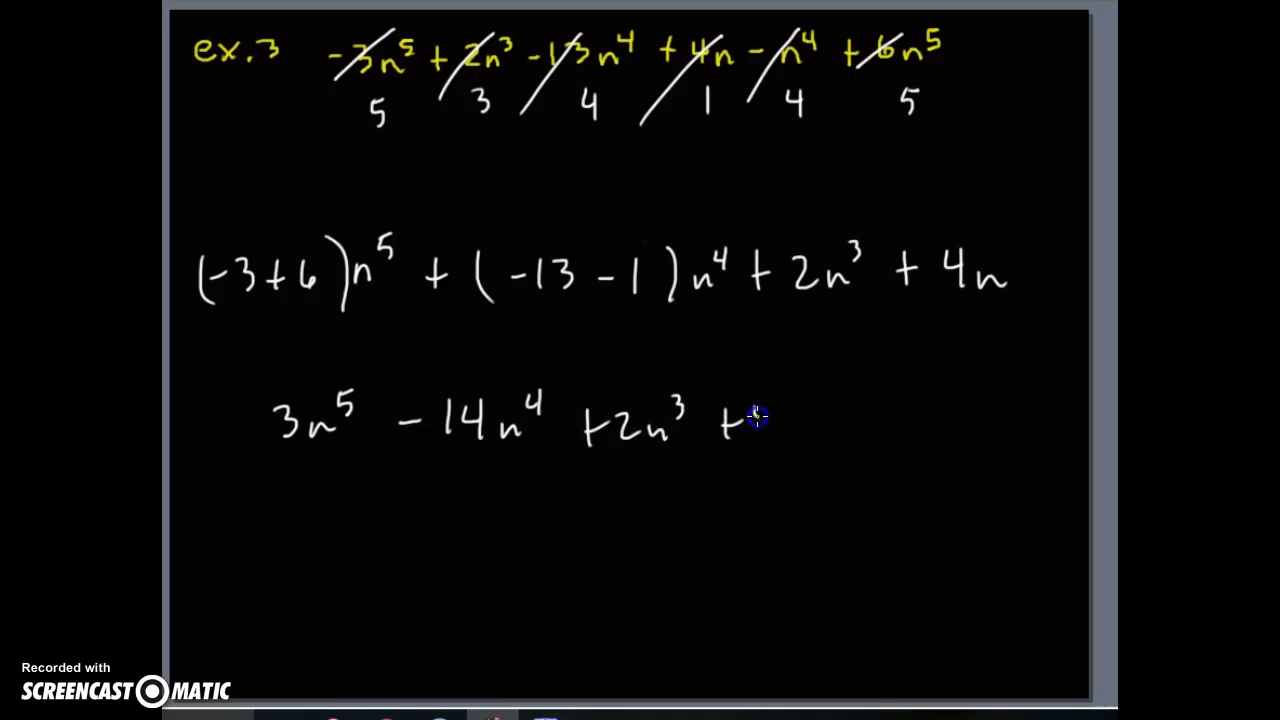 ex.3 -3n⁵ + 2n³ - 13n⁴ + 4n - n⁴ + 6n⁵
5 3 4 1 4 5
(-3+6)n⁵ + (-13-1)n⁴ + 2n³ + 4n
3n⁵ - 14n⁴ + 2n³ +
Recorded with
SCREENCAST O MATIC